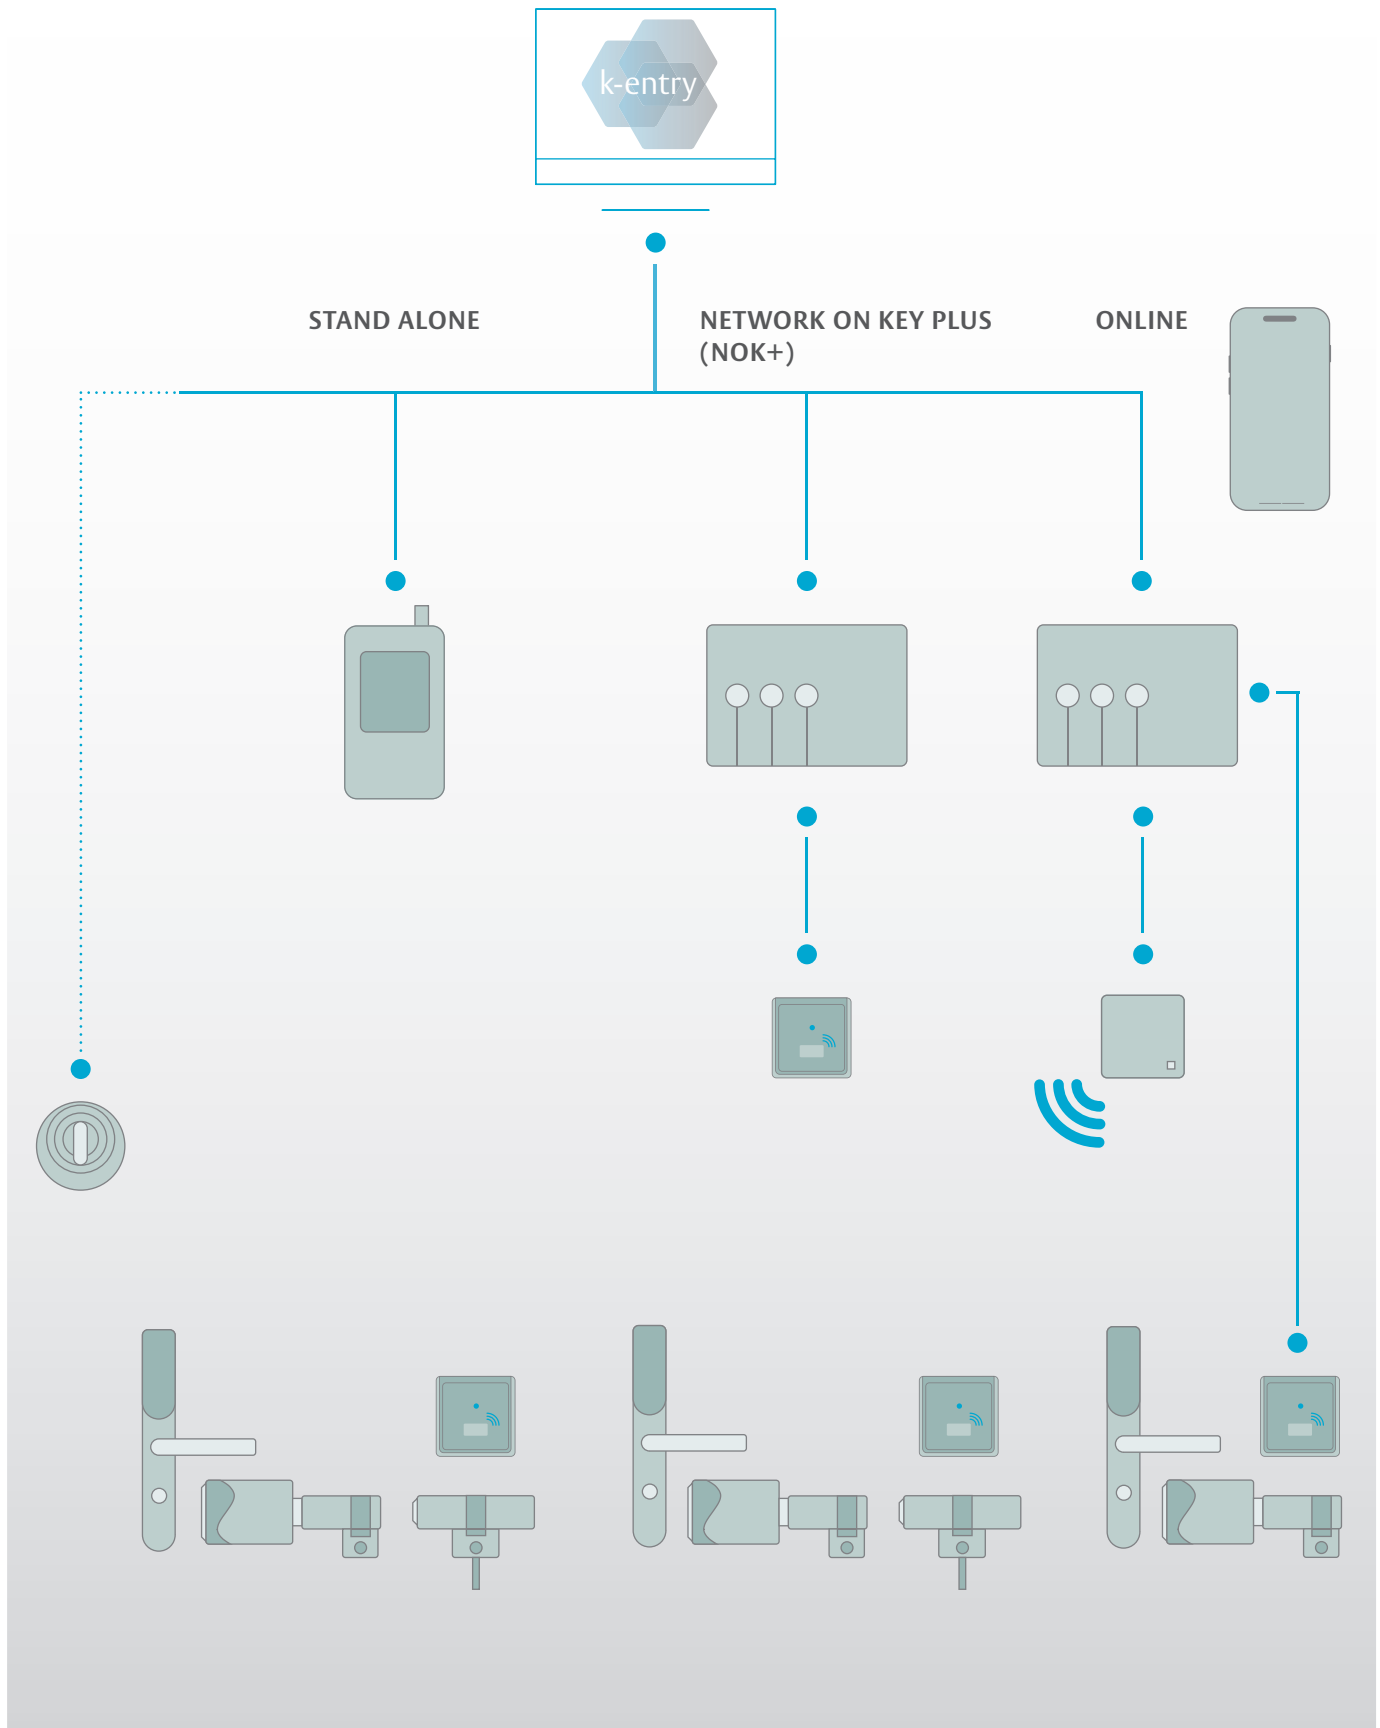 k-entry
STAND ALONE
NETWORK ON KEY PLUS
(NOK+)
ONLINE